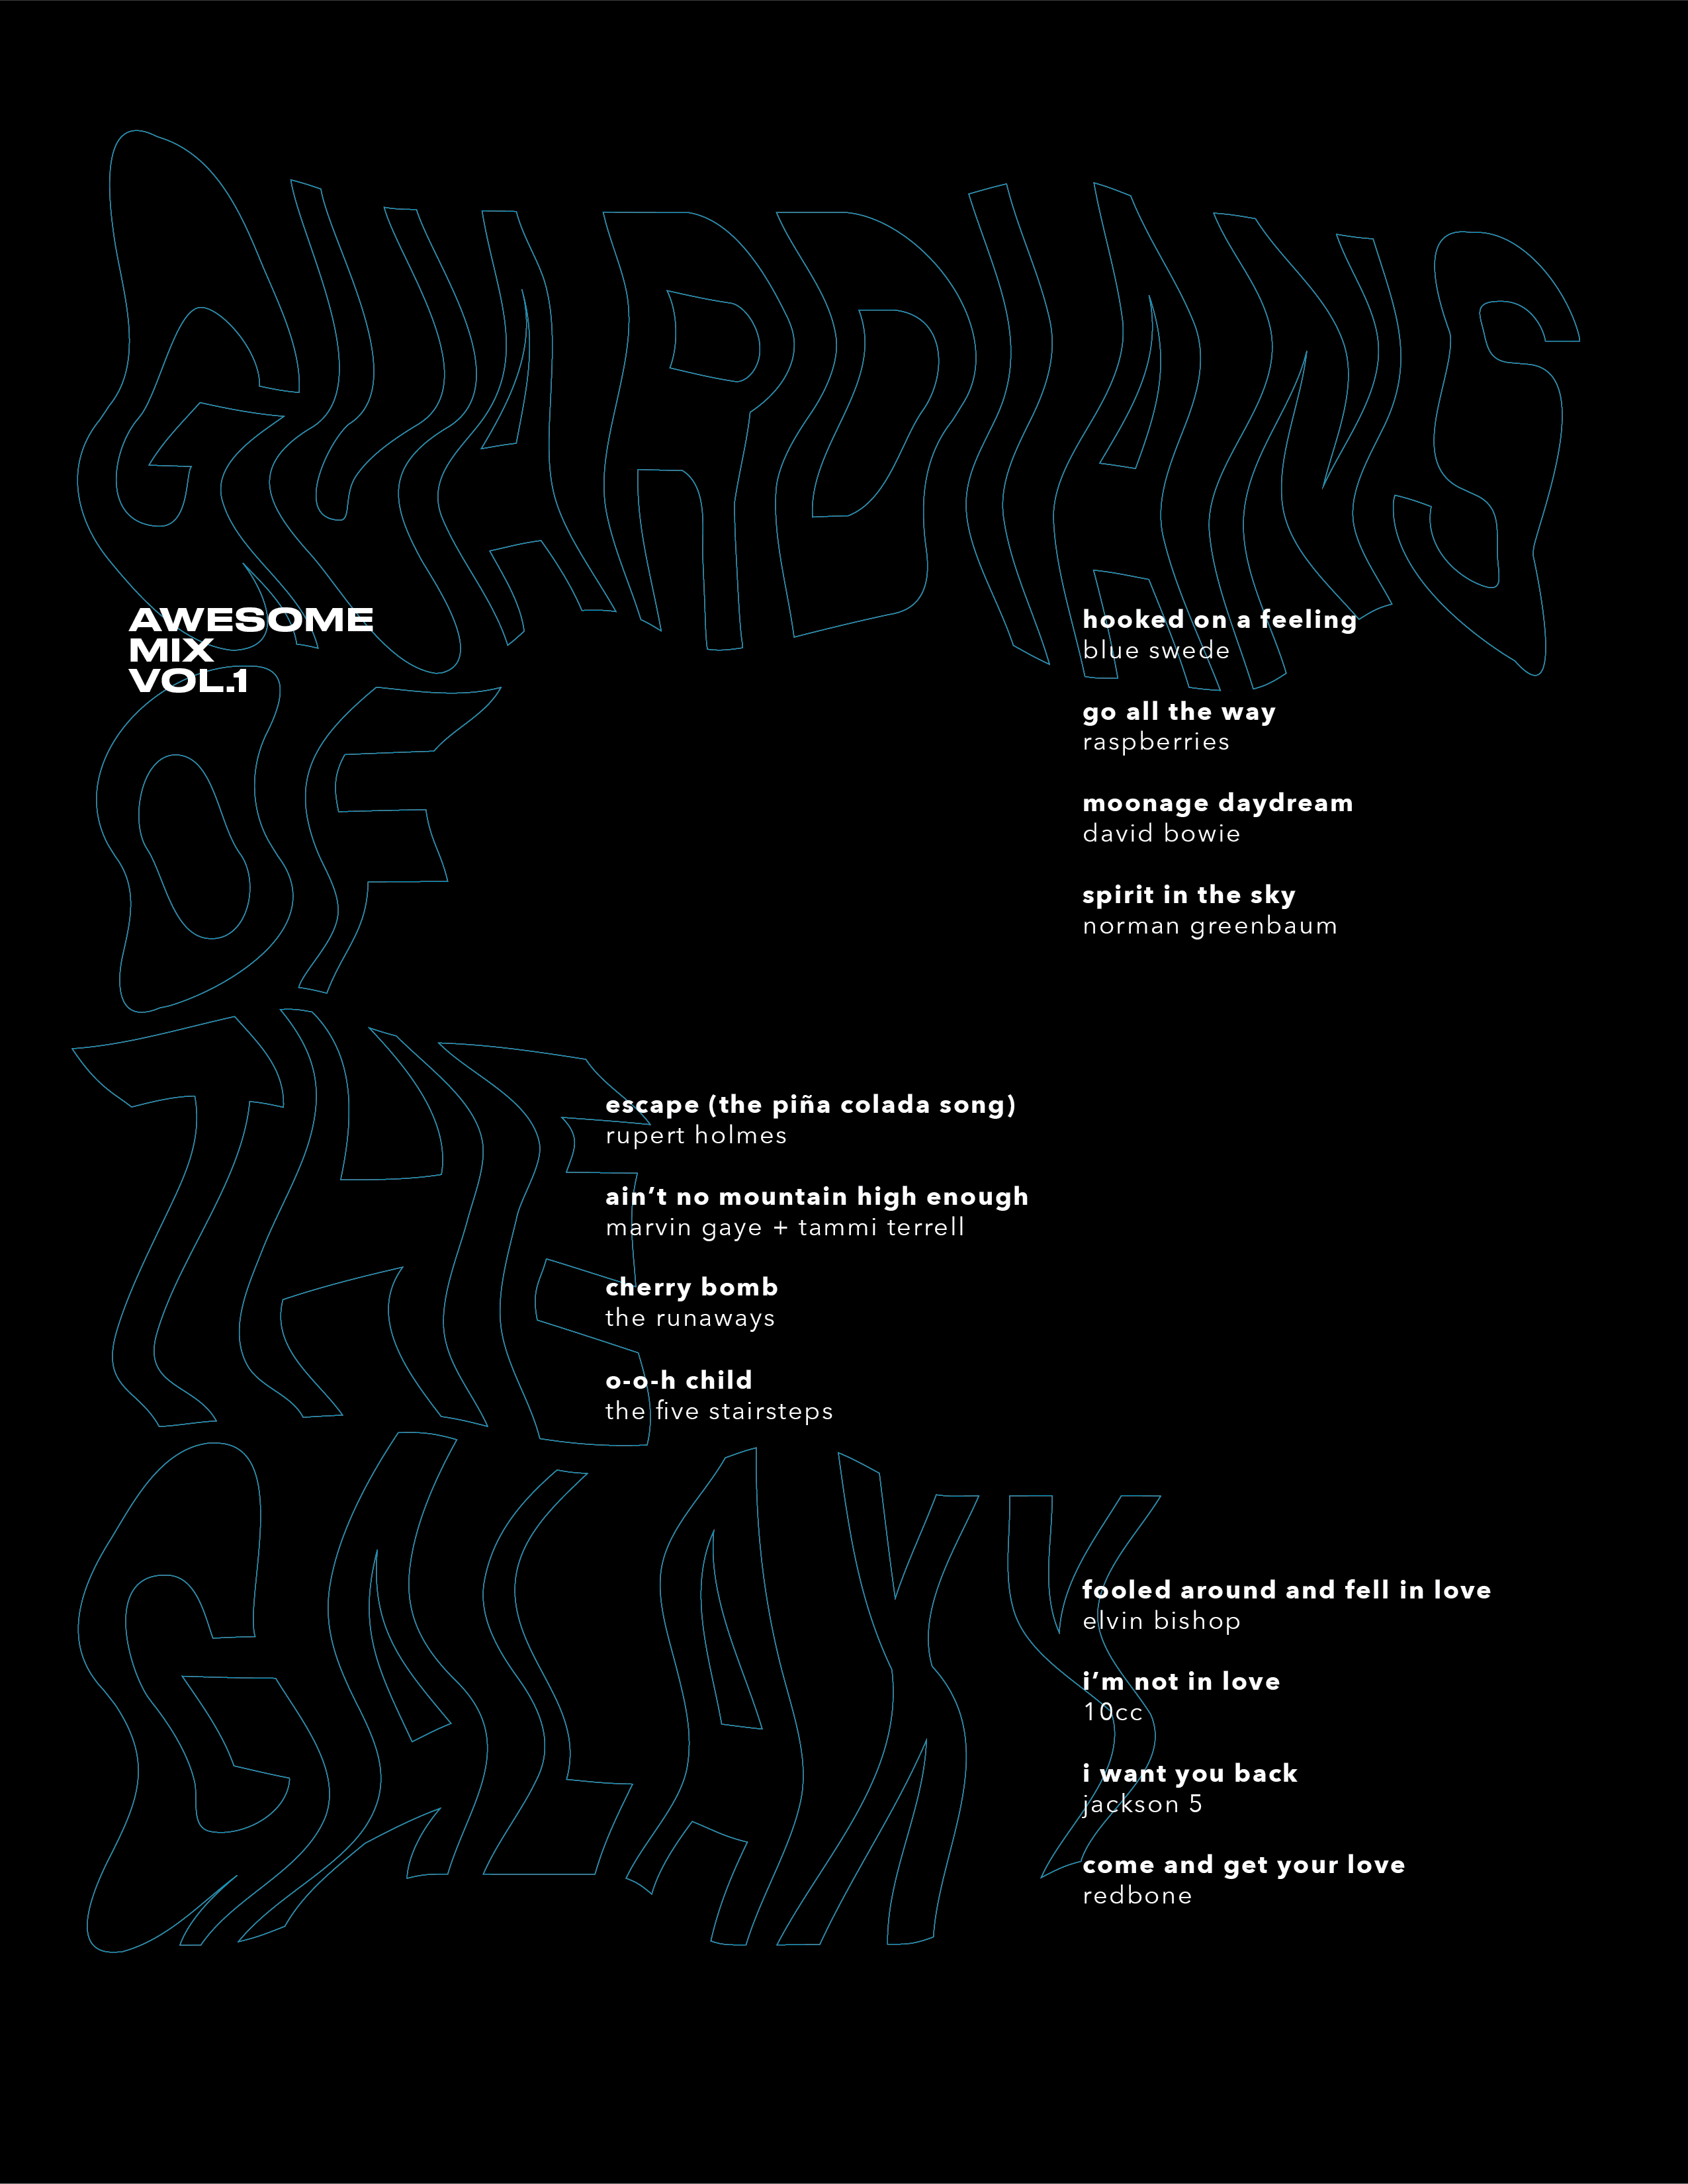 GUARDIANS
OF
THE
GALAXY
AWESOME
MIX
VOL.1
hooked on a feeling
blue swede
go all the way
raspberries
moonage daydream
david bowie
spirit in the sky
norman greenbaum
escape (the piña colada song)
rupert holmes
ain’t no mountain high enough
marvin gaye + tammi terrell
cherry bomb
the runaways
o-o-h child
the five stairsteps
fooled around and fell in love
elvin bishop
i’m not in love
10cc
i want you back
jackson 5
come and get your love
redbone